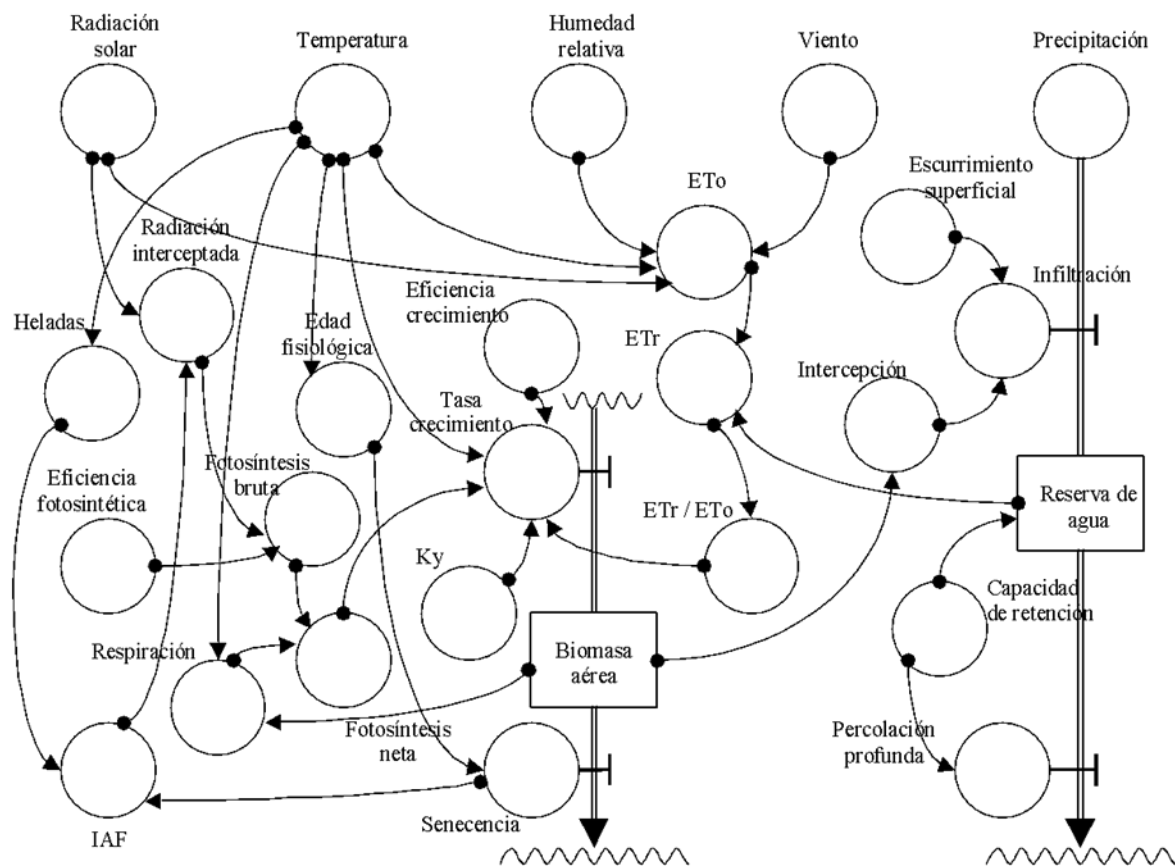 Radiación
solar
Temperatura
Humedad
relativa
Viento
Precipitación
ETo
Escurrimiento
superficial
Radiación
interceptada
Infiltración
Eficiencia
crecimiento
Heladas
Edad
fisiológica
ETr
Intercepción
Tasa
crecimiento
Fotosíntesis
bruta
Eficiencia
fotosintética
Reserva de
agua
ETr / ETo
Ky
Capacidad
de retención
Respiración
Biomasa
aérea
Fotosíntesis
neta
Percolación
profunda
Senecencia
IAF